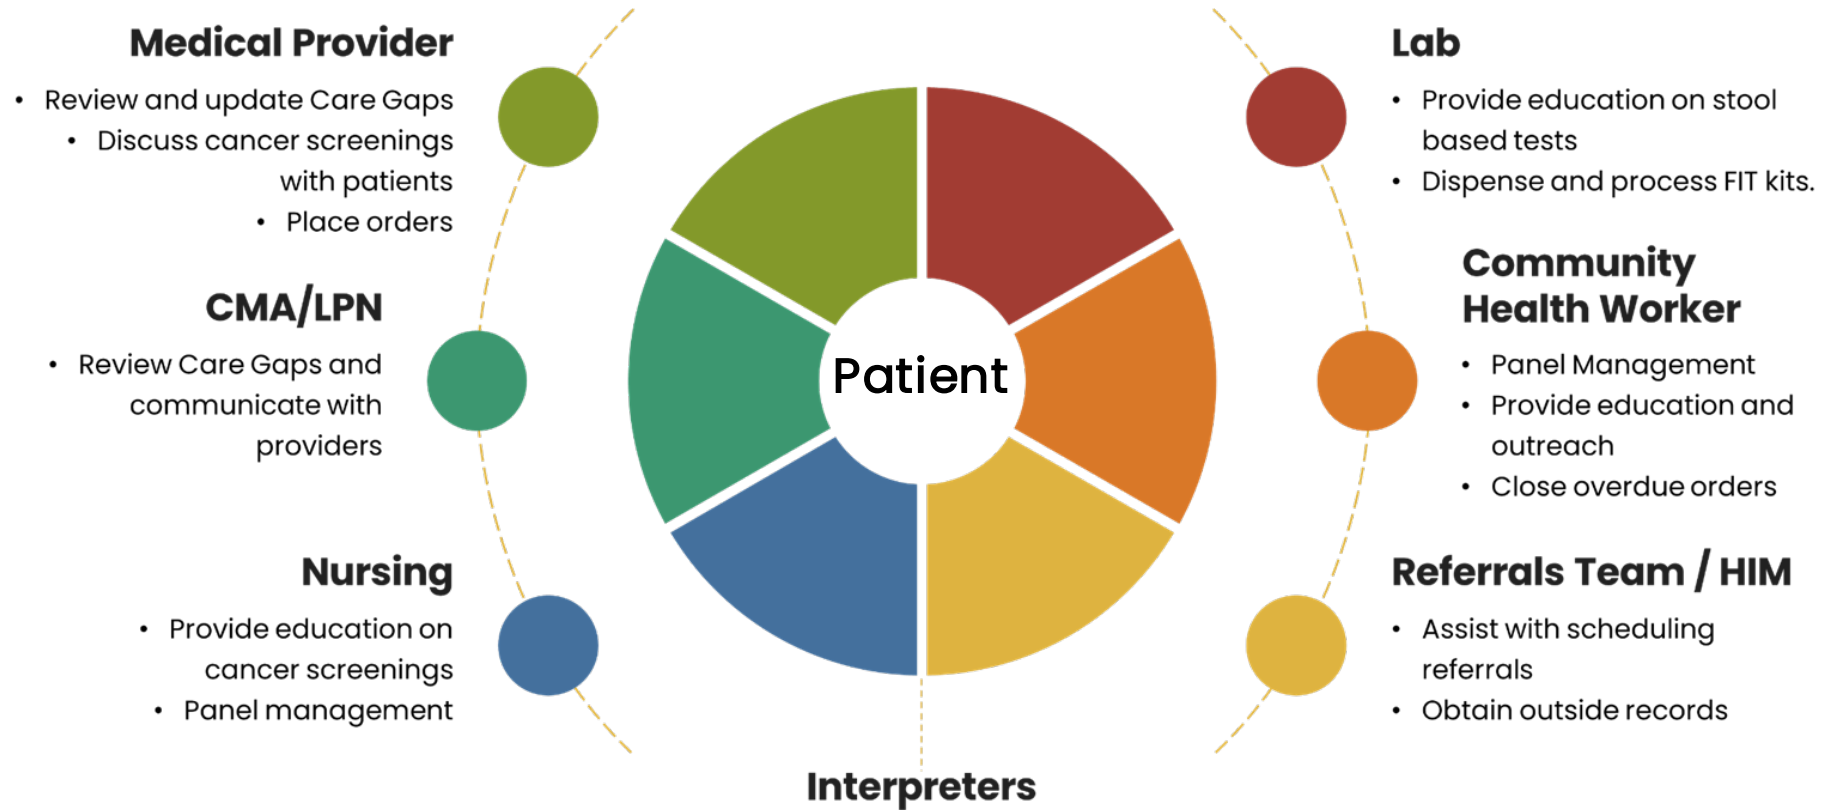 Medical Provider
• Review and update Care Gaps
• Discuss cancer screenings
with patients
• Place orders
CMA/LPN
• Review Care Gaps and
communicate with
providers
Nursing
• Provide education on
cancer screenings
• Panel management
Patient
Lab
• Provide education on stool
based tests
• Dispense and process FIT kits.
Community
Health Worker
• Panel Management
• Provide education and
outreach
• Close overdue orders
Referrals Team / HIM
• Assist with scheduling
referrals
• Obtain outside records
Interpreters